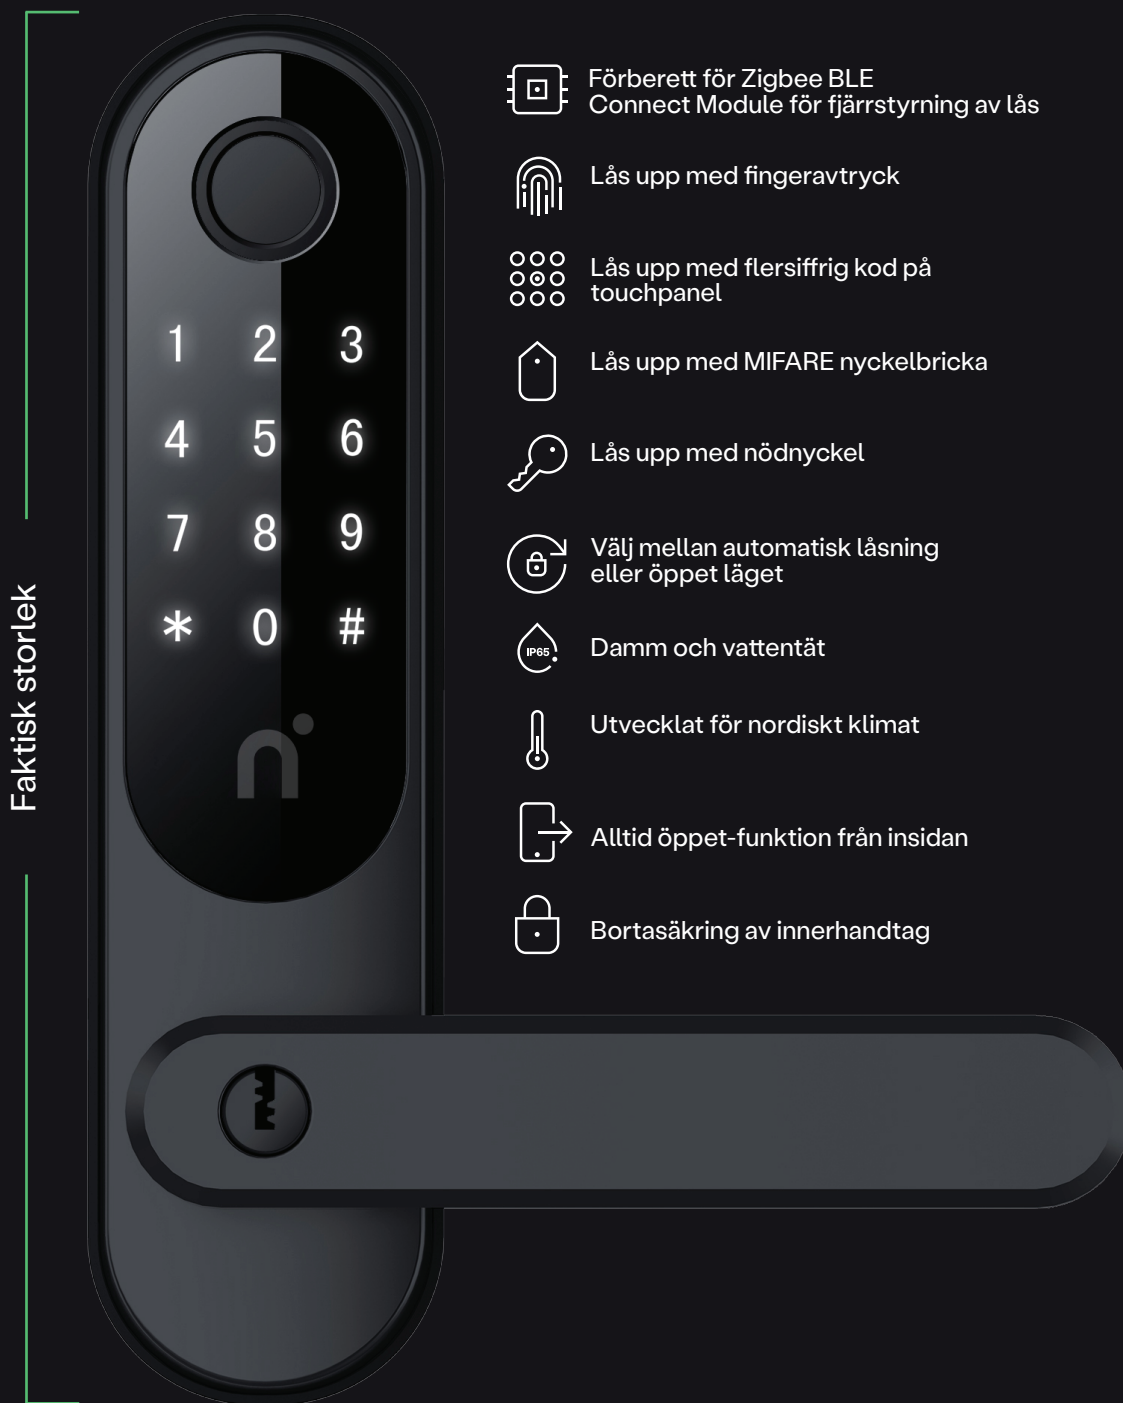 Förberett för Zigbee BLE
Connect Module för fjärrstyrning av lås
Lås upp med fingeravtryck
Lås upp med flersiffrig kod på
touchpanel
Lås upp med MIFARE nyckelbricka
Lås upp med nödnyckel
Välj mellan automatisk låsning
eller öppet läget
IP65
Damm och vattentät
Utvecklat för nordiskt klimat
Alltid öppet-funktion från insidan
Bortasäkring av innerhandtag
1 2 3
4 5 6
7 8 9
* 0 #
n
Faktisk storlek